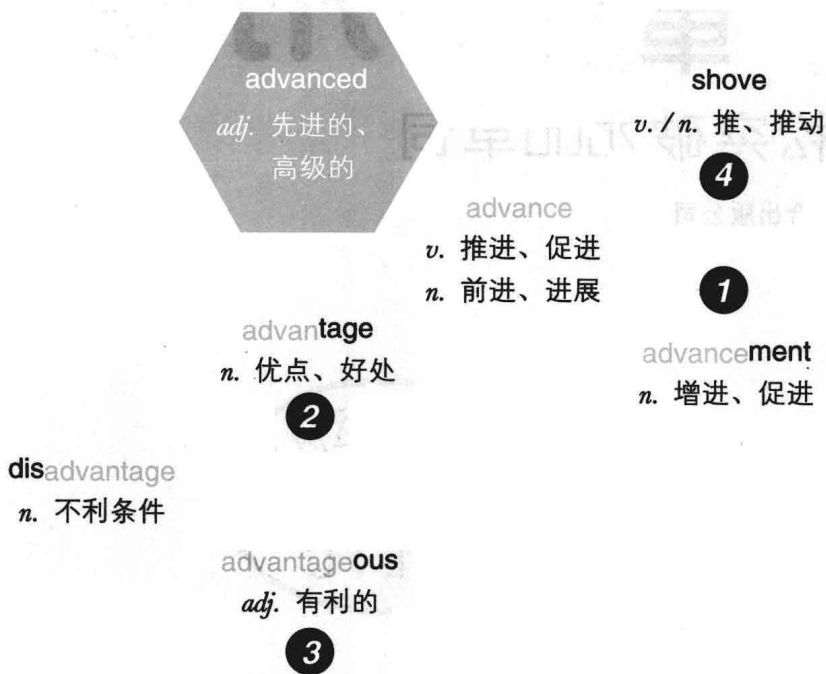 advanced
adj. 先进的、
高级的
shove
v. / n. 推、推动
4
advance
v. 推进、促进
n. 前进、进展
1
advancement
n. 增进、促进
advantage
n. 优点、好处
2
disadvantage
n. 不利条件
advantageous
adj. 有利的
3